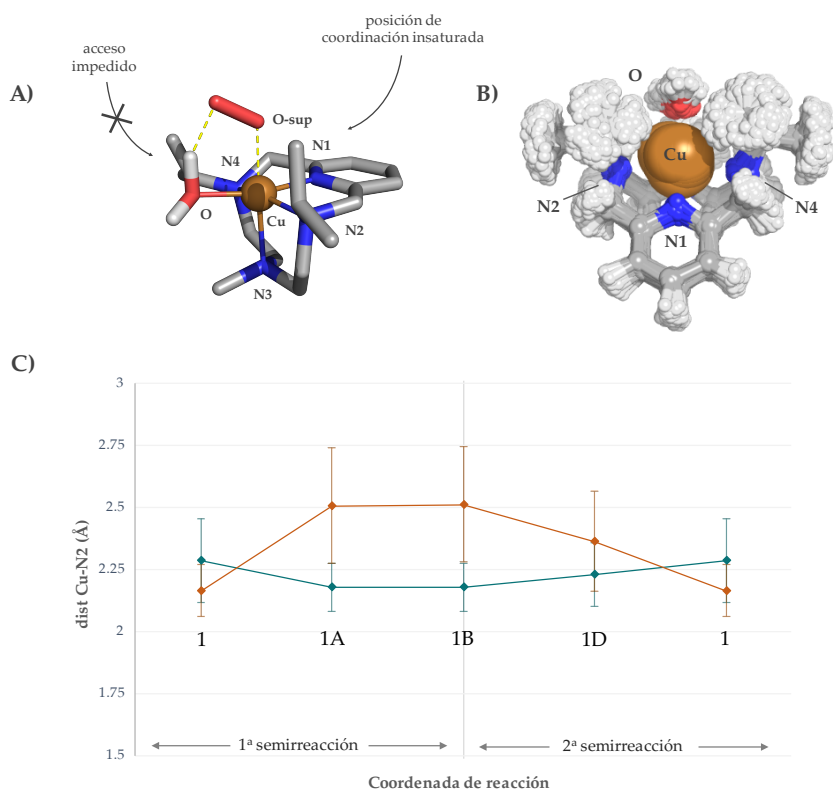 A)
acceso
impedido
posición de
coordinación insaturada
O-sup
N1
N4
O
Cu
N2
N3
B)
O
Cu
N2
N4
N1
C)
3
2.75
2.5
2.25
2
1.75
1.5
dist Cu-N2 (Å)
1
1A
1B
1D
1
1ª semirreacción
2ª semirreacción
Coordenada de reacción